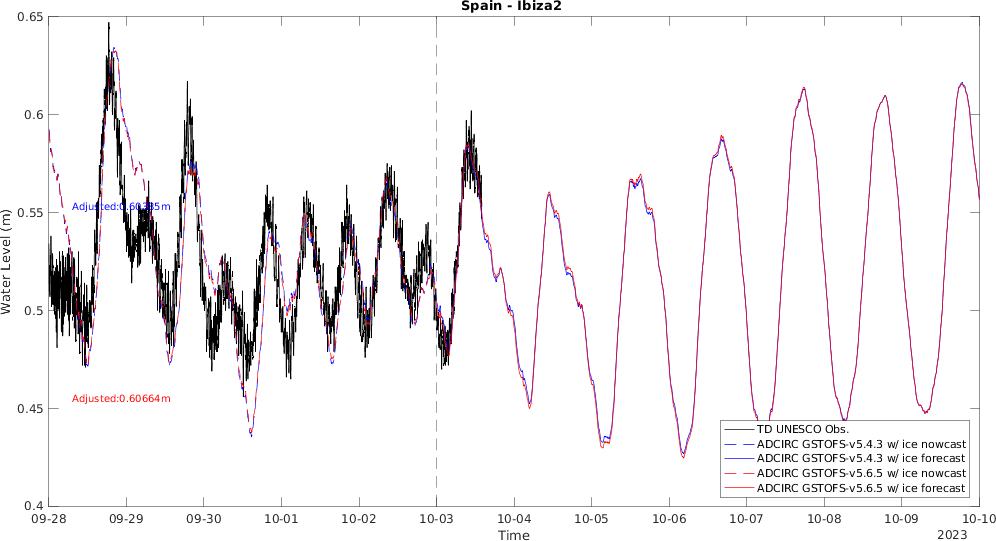 Spain - Ibiza2
0.65
0.6
0.55
0.5
0.45
0.4
Water Level (m)
Adjusted:0.60335m
Adjusted:0.60664m
TD UNESCO Obs.
ADCIRC GSTOFS-v5.4.3 w/ ice nowcast
ADCIRC GSTOFS-v5.4.3 w/ ice forecast
ADCIRC GSTOFS-v5.6.5 w/ ice nowcast
ADCIRC GSTOFS-v5.6.5 w/ ice forecast
09-28 09-29 09-30 10-01 10-02 10-03 10-04 10-05 10-06 10-07 10-08 10-09 10-10
Time
2023